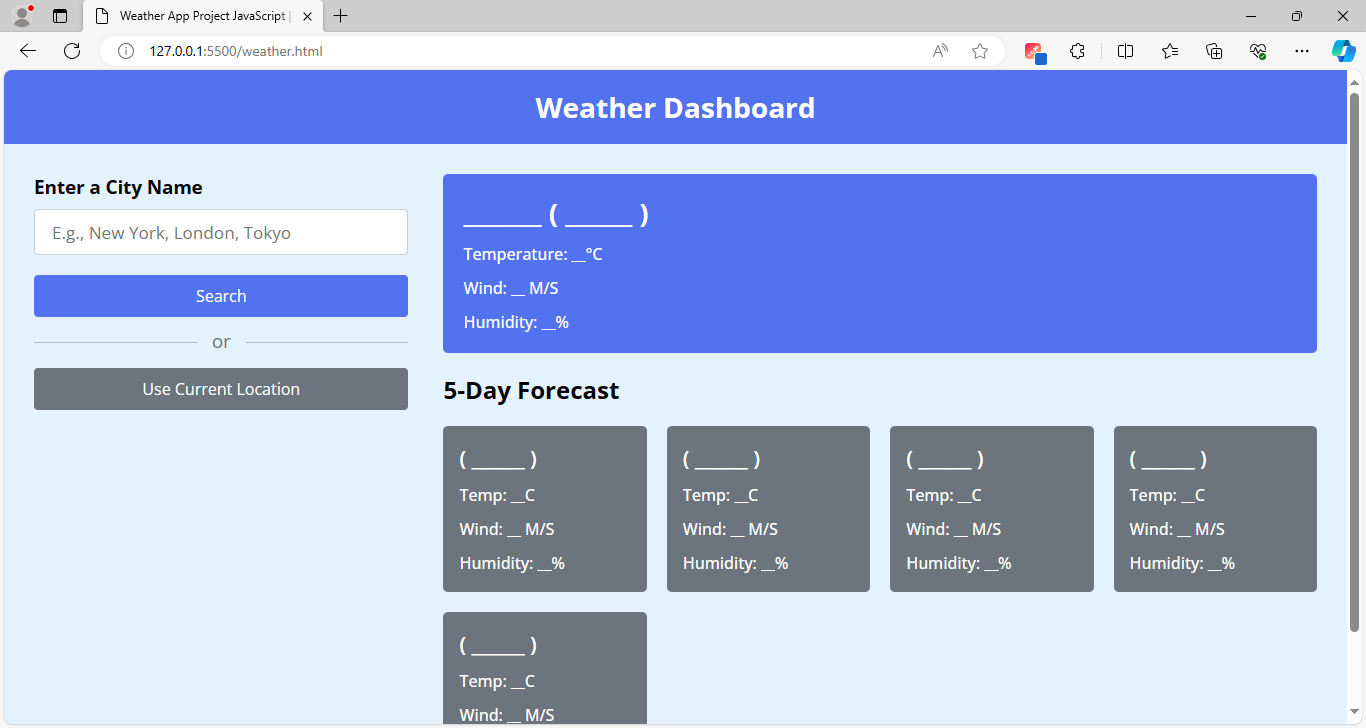 Weather App Project JavaScript |
127.0.0.1:5500/weather.html
Weather Dashboard
Enter a City Name
E.g., New York, London, Tokyo
Search
or
Use Current Location
______ ( ______ )
Temperature: __°C
Wind: __ M/S
Humidity: __%
5-Day Forecast
( ______ )
Temp: __C
Wind: __ M/S
Humidity: __%
( ______ )
Temp: __C
Wind: __ M/S
Humidity: __%
( ______ )
Temp: __C
Wind: __ M/S
Humidity: __%
( ______ )
Temp: __C
Wind: __ M/S
Humidity: __%
( ______ )
Temp: __C
Wind: __ M/S